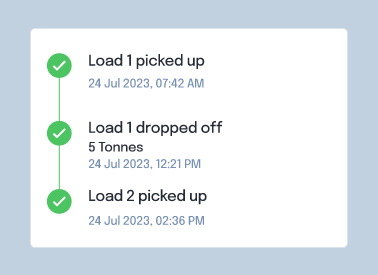 Load 1 picked up
24 Jul 2023, 07:42 AM
Load 1 dropped off
5 Tonnes
24 Jul 2023, 12:21 PM
Load 2 picked up
24 Jul 2023, 02:36 PM